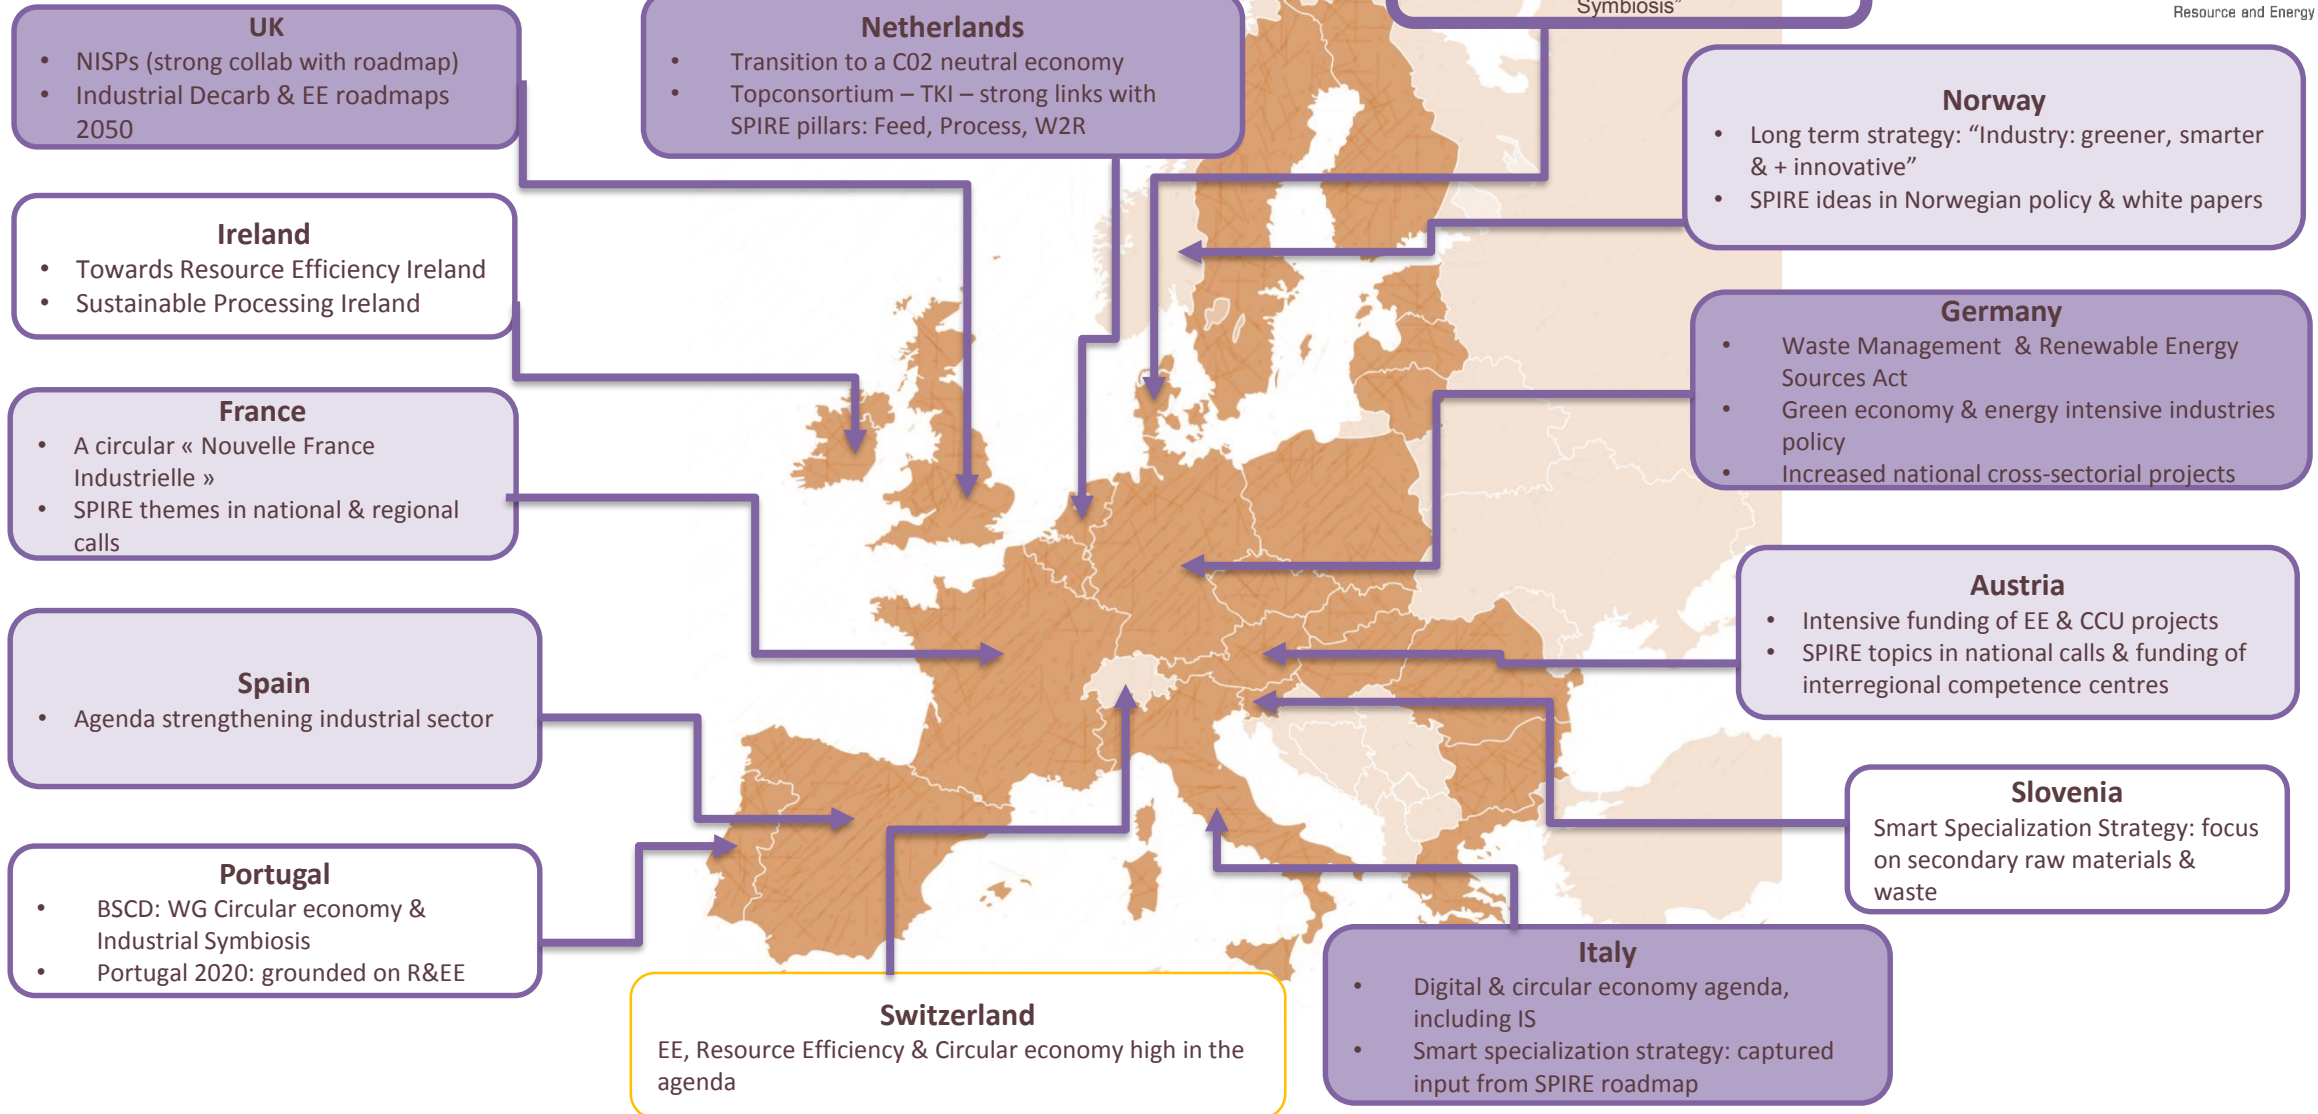 Symbiosis”
Resource and Energy
UK
• NISPs (strong collab with roadmap)
• Industrial Decarb & EE roadmaps
2050
Netherlands
• Transition to a C02 neutral economy
• Topconsortium – TKI – strong links with
SPIRE pillars: Feed, Process, W2R
Norway
• Long term strategy: “Industry: greener, smarter
& + innovative”
• SPIRE ideas in Norwegian policy & white papers
Ireland
• Towards Resource Efficiency Ireland
• Sustainable Processing Ireland
Germany
• Waste Management & Renewable Energy
Sources Act
• Green economy & energy intensive industries
policy
• Increased national cross-sectorial projects
France
• A circular « Nouvelle France
Industrielle »
• SPIRE themes in national & regional
calls
Austria
• Intensive funding of EE & CCU projects
• SPIRE topics in national calls & funding of
interregional competence centres
Spain
• Agenda strengthening industrial sector
Slovenia
Smart Specialization Strategy: focus
on secondary raw materials &
waste
Portugal
• BSCD: WG Circular economy &
Industrial Symbiosis
• Portugal 2020: grounded on R&EE
Italy
• Digital & circular economy agenda,
including IS
• Smart specialization strategy: captured
input from SPIRE roadmap
Switzerland
EE, Resource Efficiency & Circular economy high in the
agenda